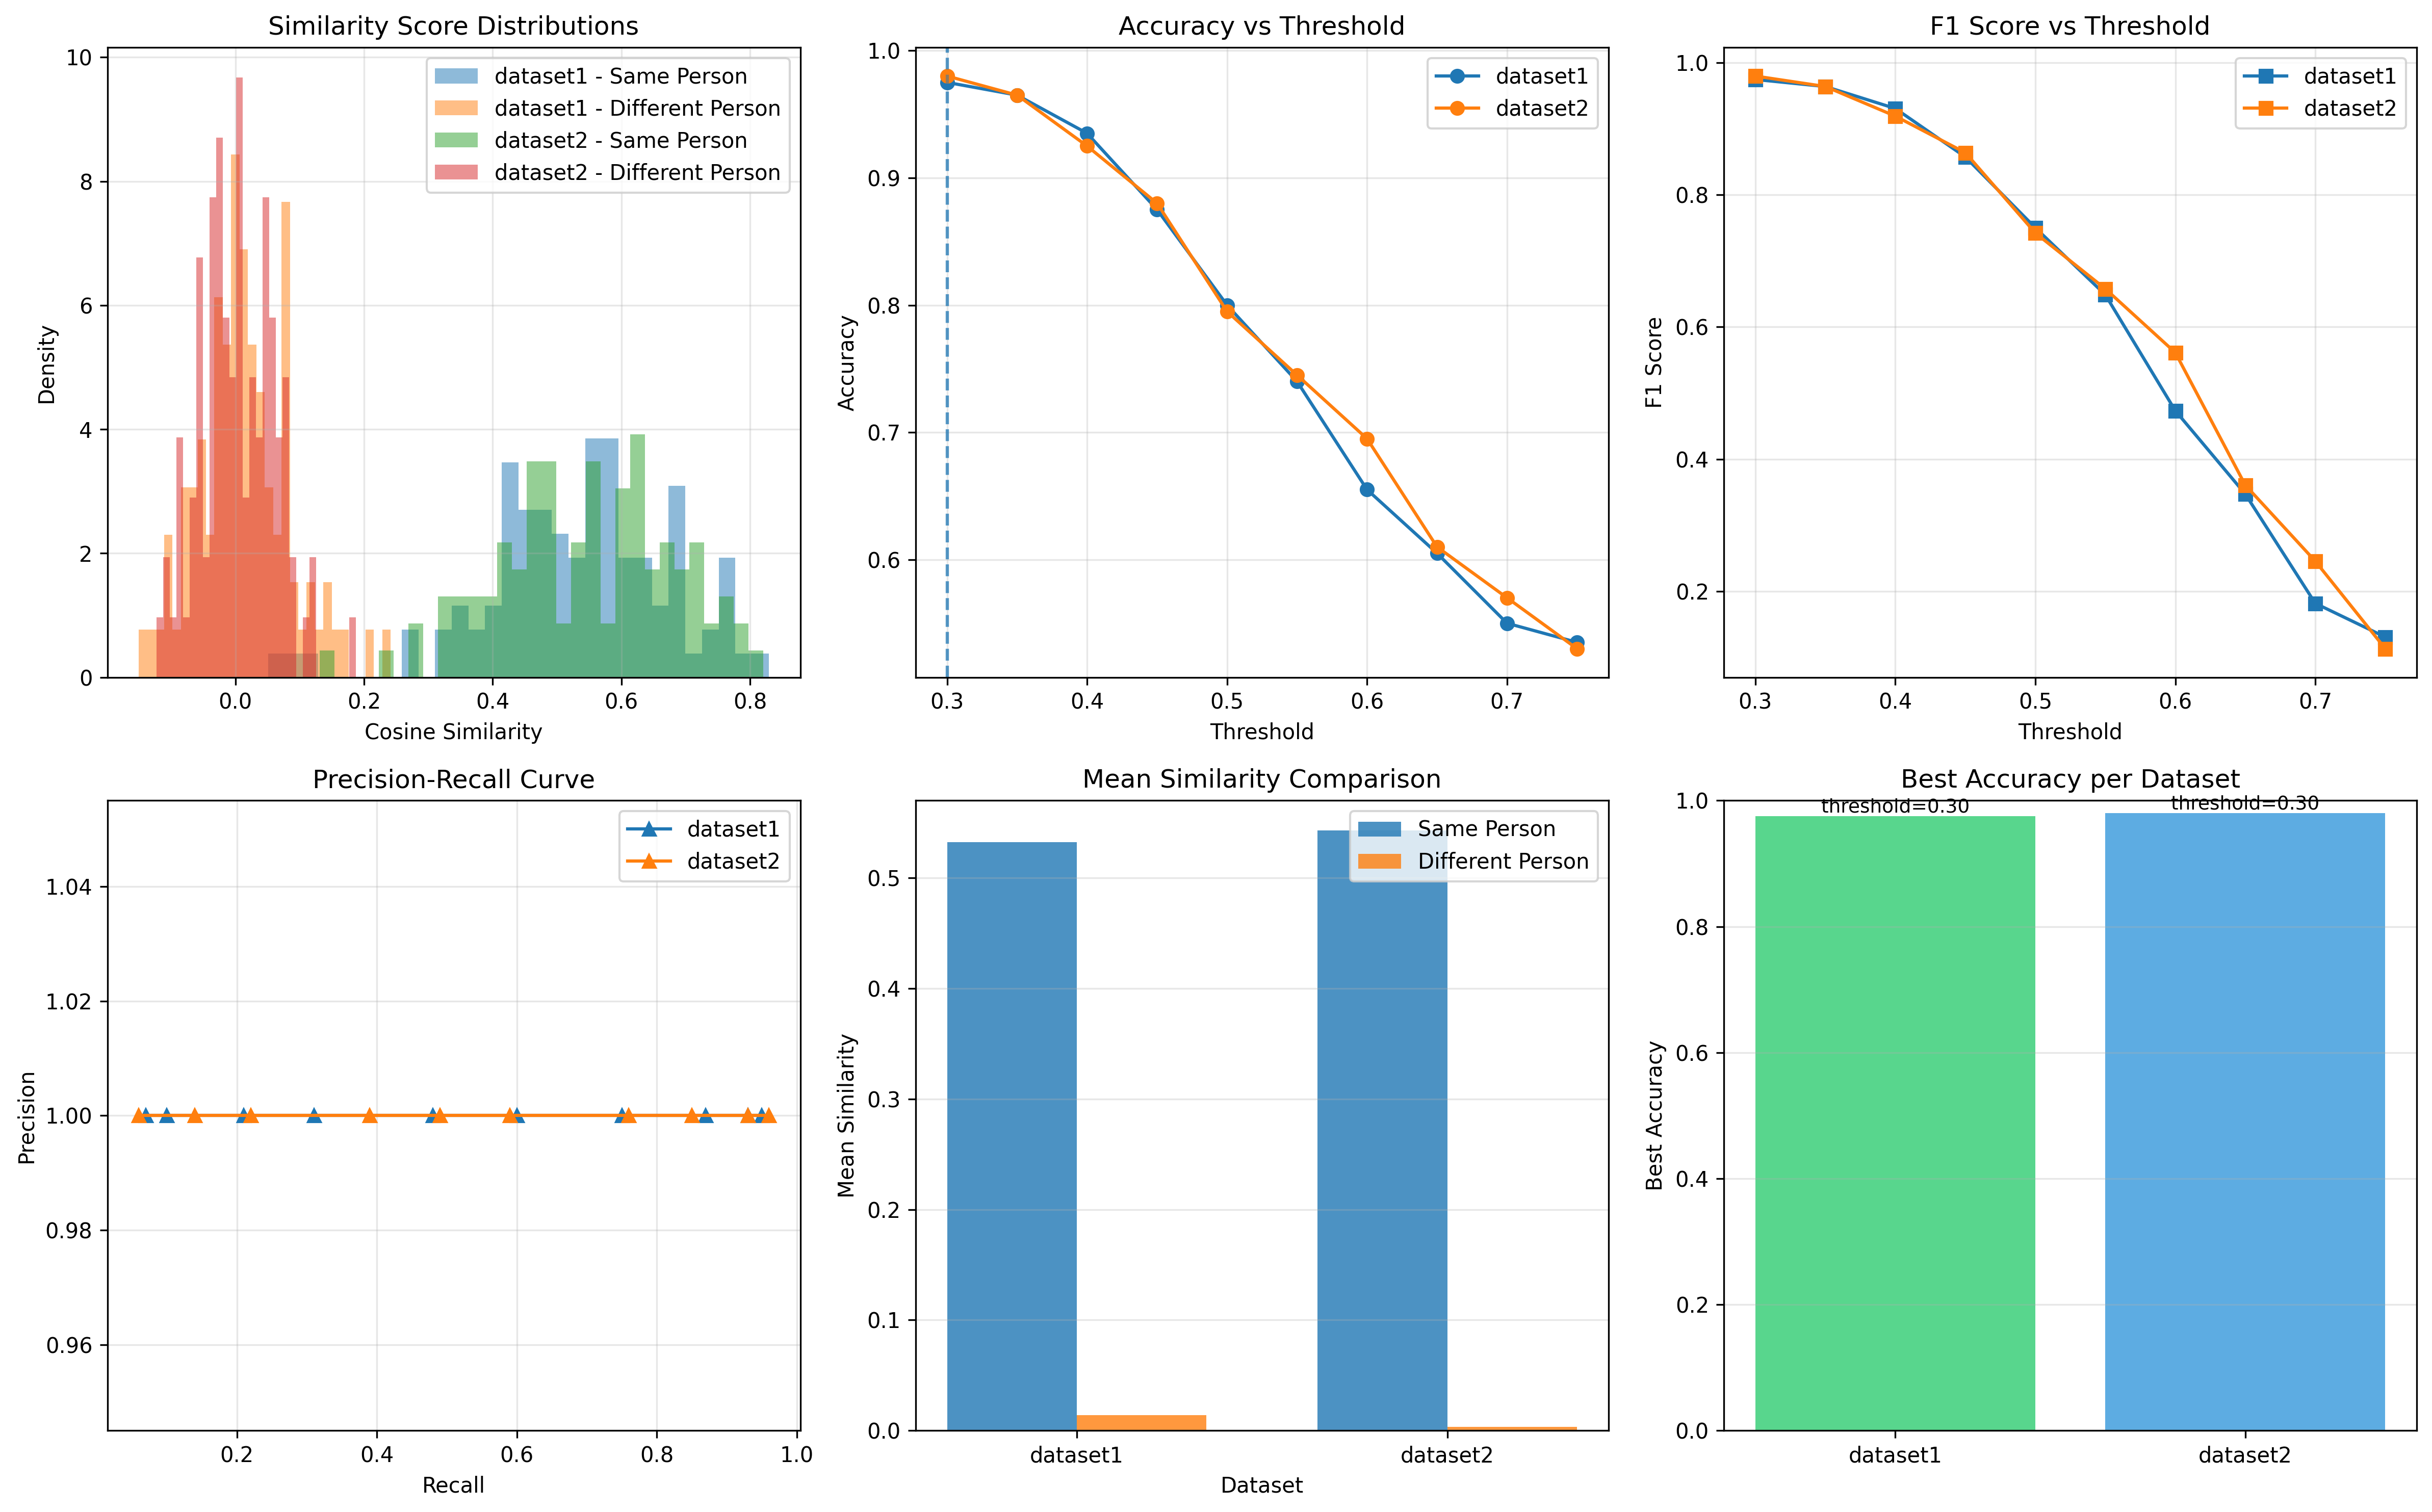 Similarity Score Distributions
10
8
6
4
2
0
Density
dataset1 - Same Person
dataset1 - Different Person
dataset2 - Same Person
dataset2 - Different Person
0.0
0.2
0.4
0.6
0.8
Cosine Similarity
Accuracy vs Threshold
1.0
0.9
0.8
0.7
0.6
Accuracy
dataset1
dataset2
0.3
0.4
0.5
0.6
0.7
Threshold
F1 Score vs Threshold
1.0
0.8
0.6
0.4
0.2
F1 Score
dataset1
dataset2
0.3
0.4
0.5
0.6
0.7
Threshold
Precision-Recall Curve
1.04
1.02
1.00
0.98
0.96
Precision
dataset1
dataset2
0.2
0.4
0.6
0.8
1.0
Recall
Mean Similarity Comparison
0.5
0.4
0.3
0.2
0.1
0.0
Mean Similarity
Same Person
Different Person
dataset1
dataset2
Dataset
Best Accuracy per Dataset
1.0
0.8
0.6
0.4
0.2
0.0
Best Accuracy
threshold=0.30
threshold=0.30
dataset1
dataset2